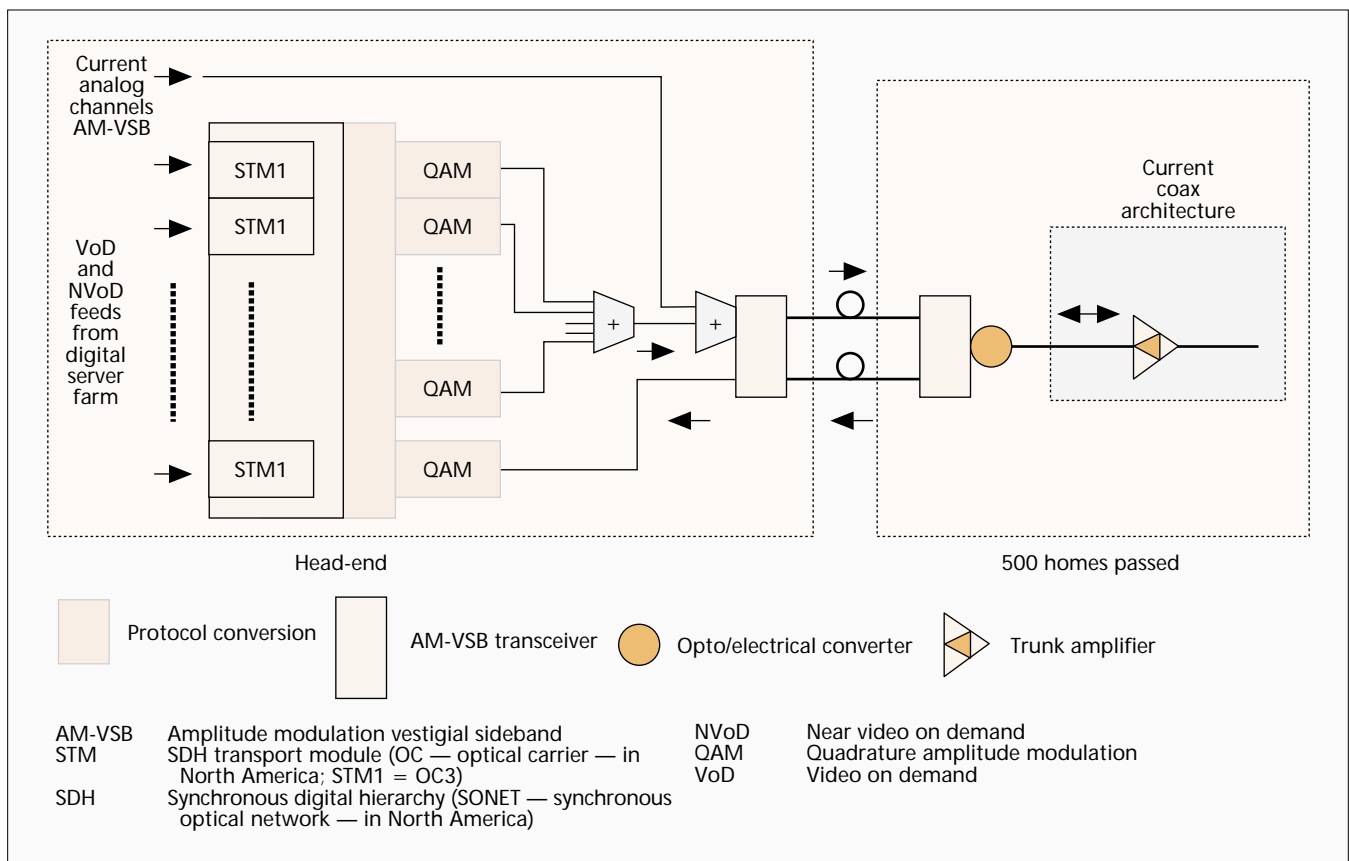 Current
analog
channels
AM-VSB
STM1
QAM
STM1
QAM
VoD
and
NVoD
feeds
from
digital
server
farm
+
+
QAM
STM1
QAM
Current
coax
architecture
Head-end
500 homes passed
Protocol conversion
AM-VSB transceiver
Opto/electrical converter
Trunk amplifier
AM-VSB Amplitude modulation vestigial sideband
STM SDH transport module (OC — optical carrier — in
North America; STM1 = OC3)
SDH Synchronous digital hierarchy (SONET — synchronous
optical network — in North America)
NVoD Near video on demand
QAM Quadrature amplitude modulation
VoD Video on demand